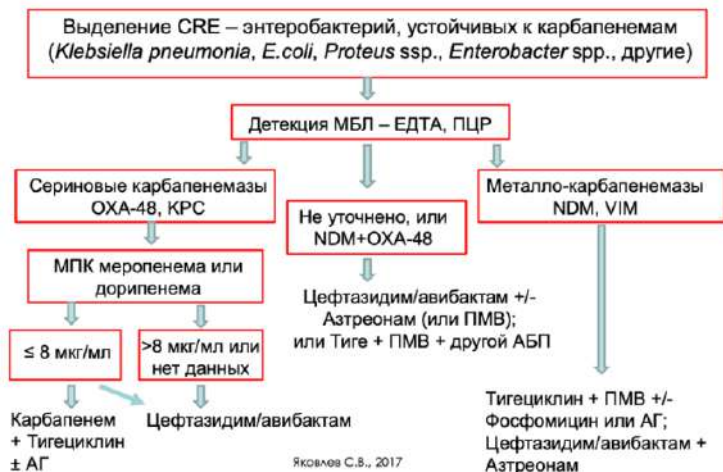 Выделение CRE – энтеробактерий, устойчивых к карбапенемам
(Klebsiella pneumonia, E.coli, Proteus ssp., Enterobacter spp., другие)
Детекция МБЛ – ЕДТА, ПЦР
Сериновые карбапенемазы
ОХА-48, КРС
Не уточнено, или
NDM+ОХА-48
Металло-карбапенемазы
NDM, VIM
МПК меропенема или
дорипенема
≤ 8 мкг/мл
>8 мкг/мл или
нет данных
Цефтазидим/авибактам +/-
Азтреонам (или ПМВ);
или Тиге + ПМВ + другой АБП
Карбапенем
+ Тигециклин
± АГ
Цефтазидим/авибактам
Тигециклин + ПМВ +/-
Фосфомицин или АГ;
Цефтазидим/авибактам +
Азтреонам
Яковлев С.В., 2017